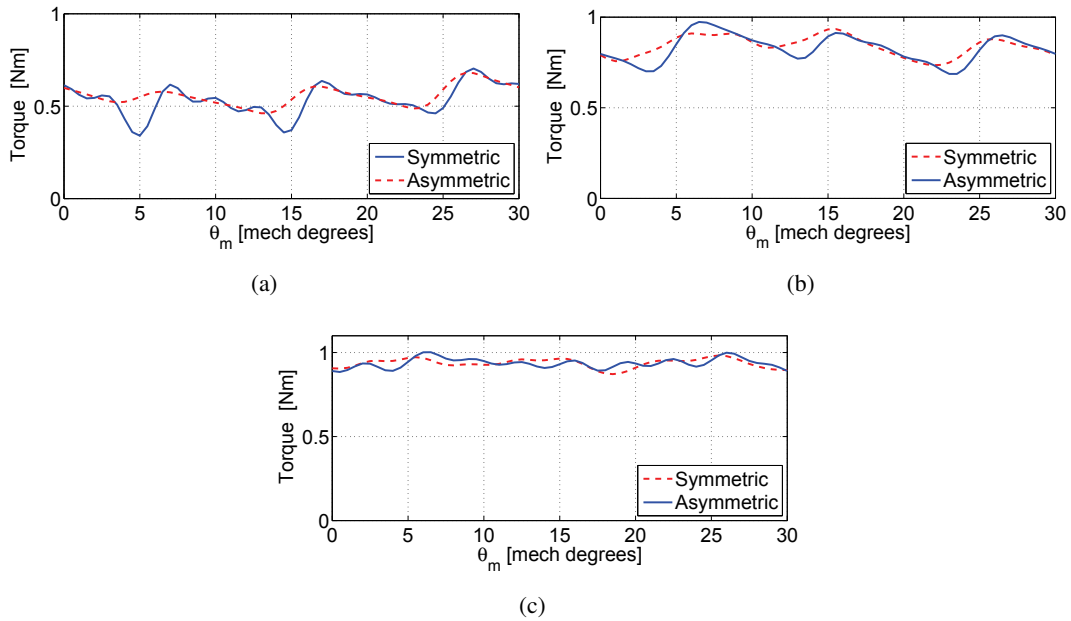 1
0.5
0
Torque [Nm]
0 5 10 15 20 25 30
θm [mech degrees]
Symmetric
Asymmetric
(a)
1
0.5
0
Torque [Nm]
0 5 10 15 20 25 30
θm [mech degrees]
Symmetric
Asymmetric
(b)
1
0.5
0
Torque [Nm]
0 5 10 15 20 25 30
θm [mech degrees]
Symmetric
Asymmetric
(c)